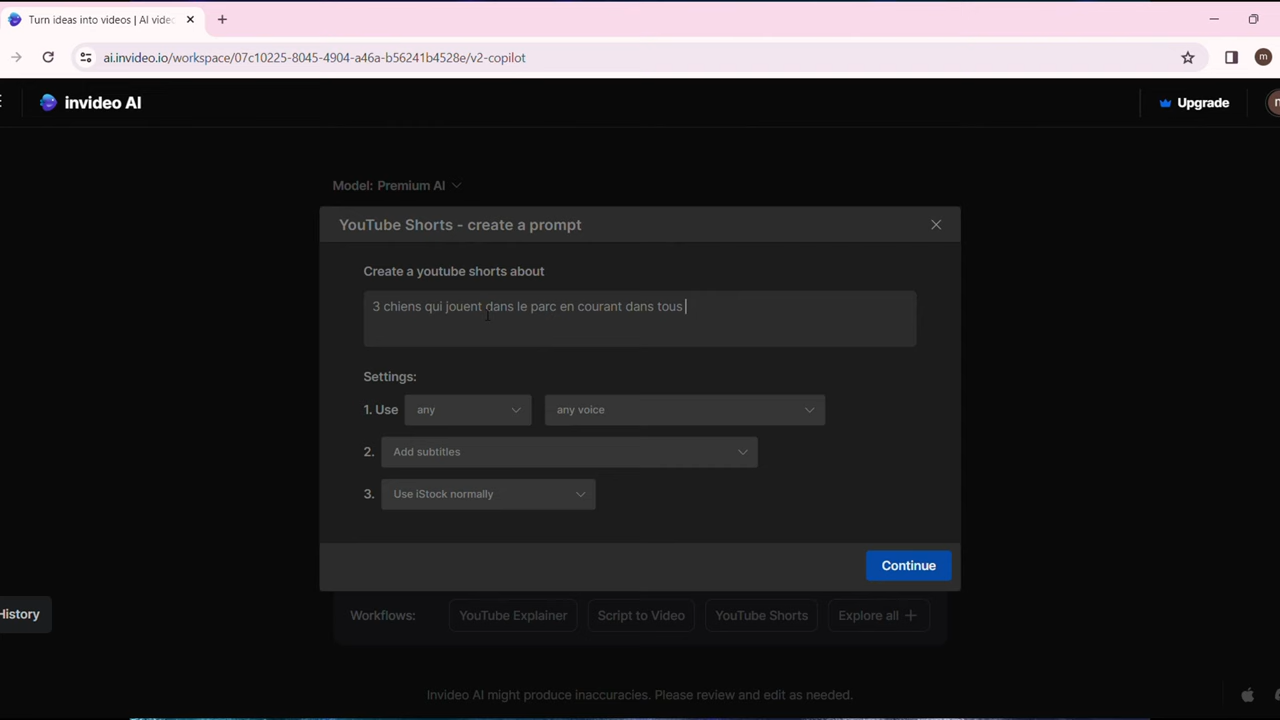 Turn ideas into videos | AI vide
ai.invideo.io/workspace/07c10225-8045-4904-a46a-b56241b4528e/v2-copilot
m
invideo AI
Upgrade
Model: Premium AI
YouTube Shorts - create a prompt
Create a youtube shorts about
3 chiens qui jouent dans le parc en courant dans tous
Settings:
1. Use any any voice
2. Add subtitles
3. Use iStock normally
Continue
History
Workflows: YouTube Explainer Script to Video YouTube Shorts Explore all +
Invideo AI might produce inaccuracies. Please review and edit as needed.